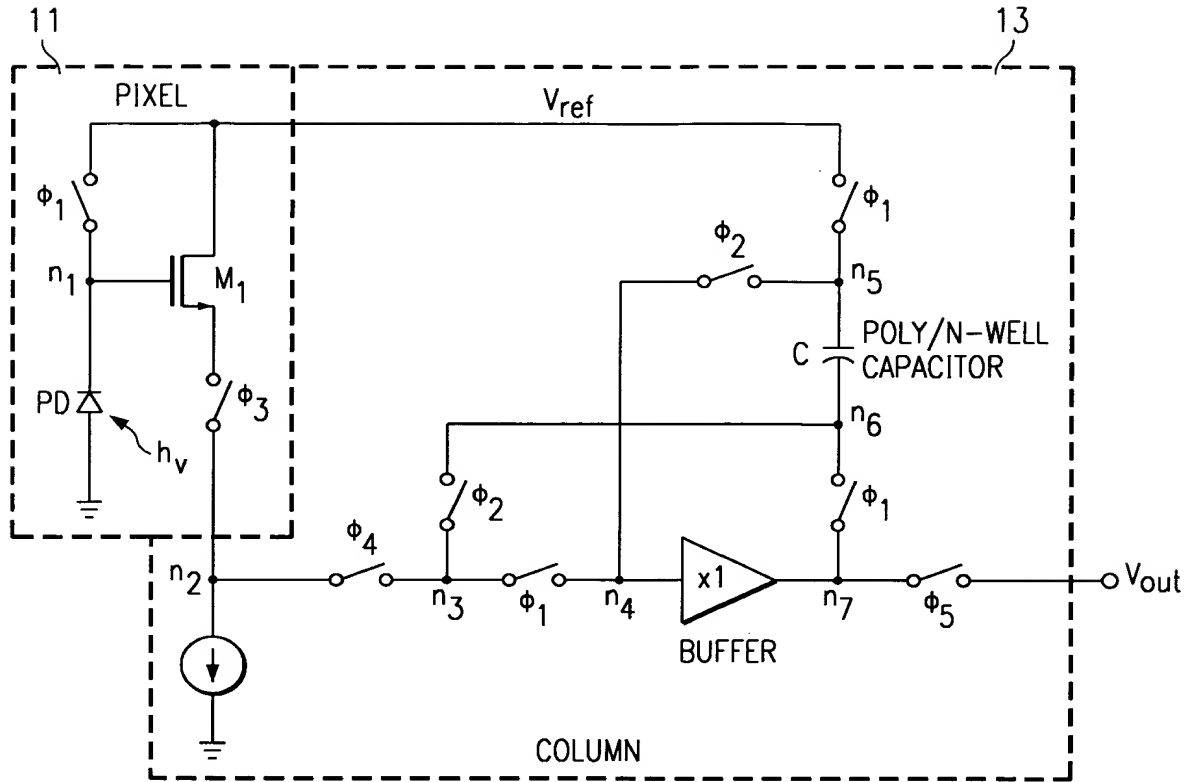 11
13
PIXEL
Vref
ϕ1
ϕ1
ϕ2
n1
M1
n5
C
POLY/N-WELL
CAPACITOR
PD
ϕ3
n6
hv
ϕ2
ϕ1
ϕ4
n2
n3
ϕ1
n4
x1
n7
ϕ5
Vout
BUFFER
COLUMN